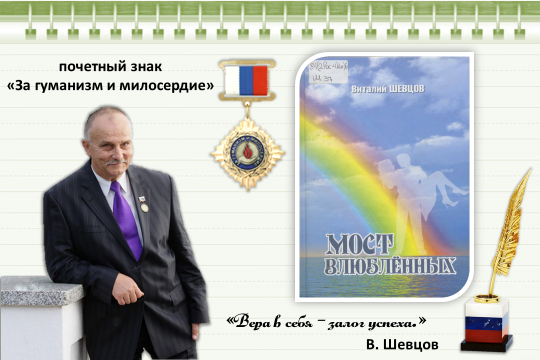 почетный знак
«За гуманизм и милосердие»
Виталий ШЕВЦОВ
МОСТ
ВЛЮБЛЁННЫХ
«Вера в себя – залог успеха.»
В. Шевцов